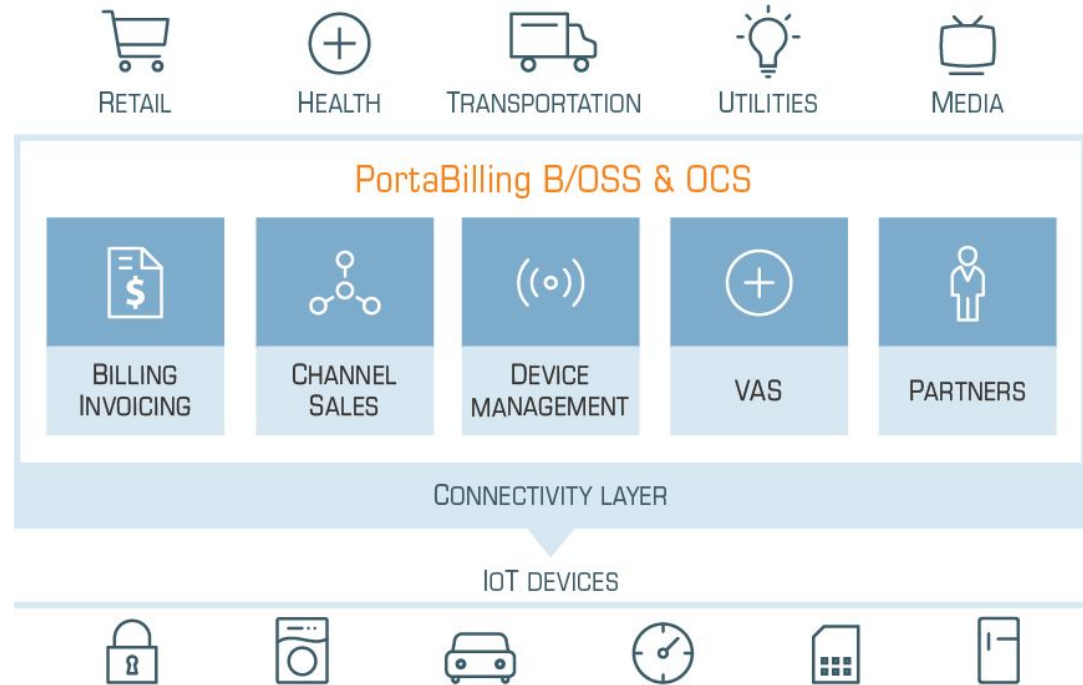 RETAIL
HEALTH
TRANSPORTATION
UTILITIES
MEDIA
PortaBilling B/OSS & OCS
$
BILLING
INVOICING
CHANNEL
SALES
DEVICE
MANAGEMENT
VAS
PARTNERS
CONNECTIVITY LAYER
IOT DEVICES